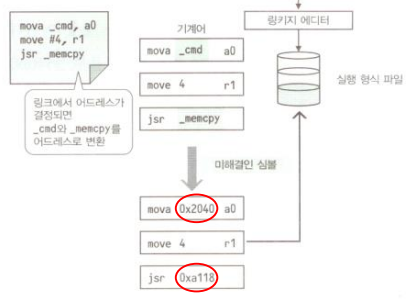 mova _cmd, a0
move #4, r1
jsr _memcpy
링크에서 어드레스가
결정되면
_cmd와 _memcpy를
어드레스로 변환
기계어
mova _cmd a0
move 4 r1
jsr _memcpy
미해결인 심볼
mova 0x2040 a0
move 4 r1
jsr 0xa118
링키지 에디터
실행 형식 파일